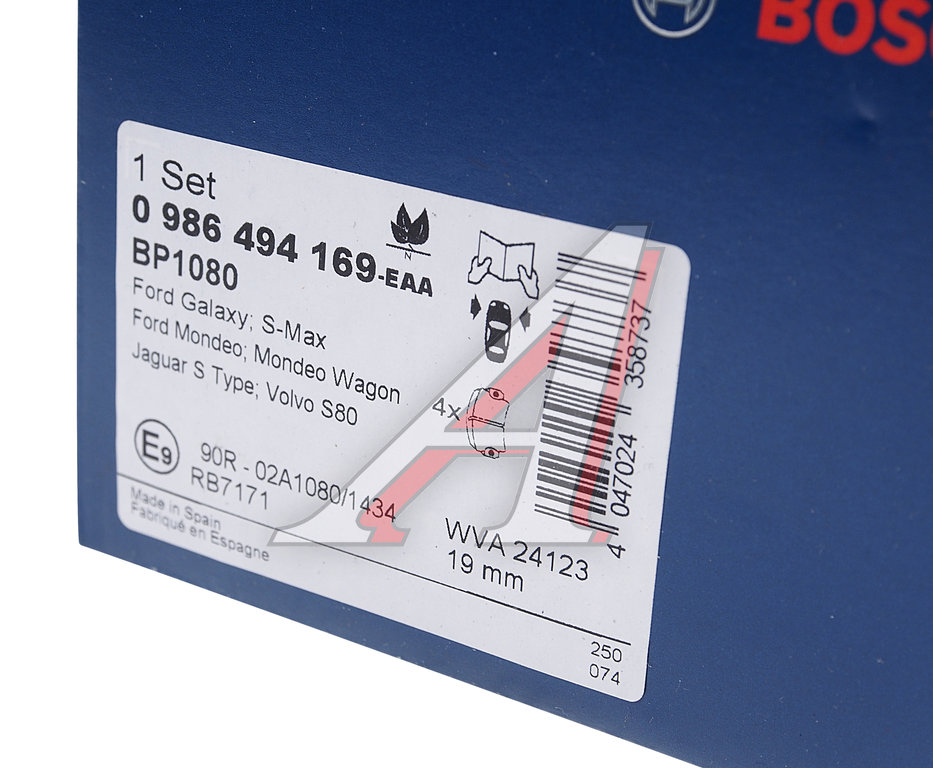 BOSC
1 Set
0 986 494 169-EAA
BP1080
Ford Galaxy; S-Max
Ford Mondeo; Mondeo Wagon
Jaguar S Type; Volvo S80
N
4x
E9
90R - 02A1080/1434
RB7171
Made in Spain
Fabriqué en Espagne
WVA 24123
19 mm
4 047024 358737
250
074